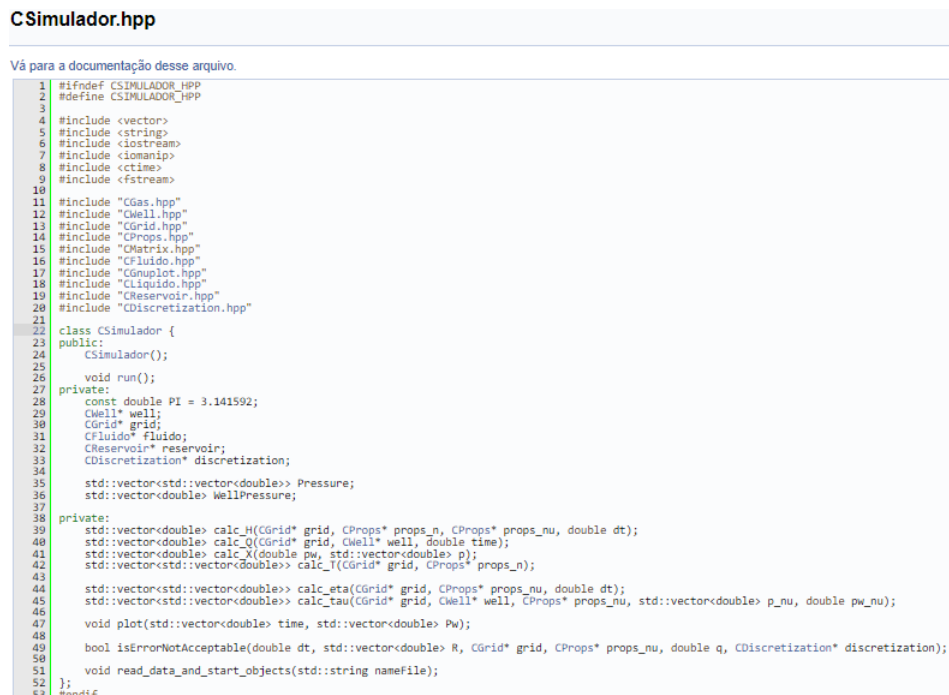 CSimulador.hpp
Vá para a documentação desse arquivo.
1 #ifndef CSIMULADOR_HPP
2 #define CSIMULADOR_HPP
3
4 #include <vector>
5 #include <string>
6 #include <iostream>
7 #include <iomanip>
8 #include <ctime>
9 #include <fstream>
10
11 #include "CGas.hpp"
12 #include "CWell.hpp"
13 #include "CGrid.hpp"
14 #include "CProps.hpp"
15 #include "CMatrix.hpp"
16 #include "CFluido.hpp"
17 #include "CGnuplot.hpp"
18 #include "CLiquido.hpp"
19 #include "CReservoir.hpp"
20 #include "CDiscretization.hpp"
21
22 class CSimulador {
23 public:
24 CSimulador();
25
26 void run();
27 private:
28 const double PI = 3.141592;
29 CWell* well;
30 CGrid* grid;
31 CFluido* fluido;
32 CReservoir* reservoir;
33 CDiscretization* discretization;
34
35 std::vector<std::vector<double>> Pressure;
36 std::vector<double> WellPressure;
37
38 private:
39 std::vector<double> calc_H(CGrid* grid, CProps* props_n, CProps* props_nu, double dt);
40 std::vector<double> calc_Q(CGrid* grid, CWell* well, double time);
41 std::vector<double> calc_X(double pw, std::vector<double> p);
42 std::vector<std::vector<double>> calc_T(CGrid* grid, CProps* props_n);
43
44 std::vector<std::vector<double>> calc_eta(CGrid* grid, CProps* props_nu, double dt);
45 std::vector<std::vector<double>> calc_tau(CGrid* grid, CWell* well, CProps* props_nu, std::vector<double> p_nu, double pw_nu);
46
47 void plot(std::vector<double> time, std::vector<double> Pw);
48
49 bool isErrorNotAcceptable(double dt, std::vector<double> R, CGrid* grid, CProps* props_nu, double q, CDiscretization* discretization);
50
51 void read_data_and_start_objects(std::string nameFile);
52 };
53 #endif